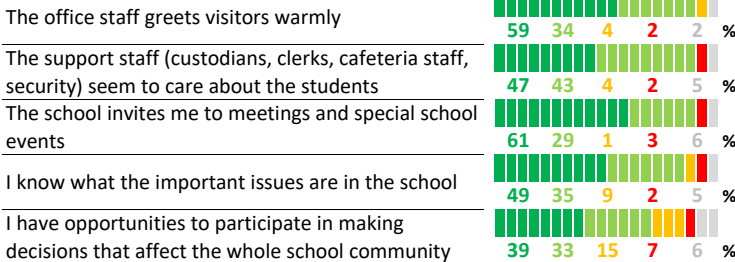 The office staff greets visitors warmly
59 34 4 2 2 %
The support staff (custodians, clerks, cafeteria staff,
security) seem to care about the students
47 43 4 2 5 %
The school invites me to meetings and special school
events
61 29 1 3 6 %
I know what the important issues are in the school
49 35 9 2 5 %
I have opportunities to participate in making
decisions that affect the whole school community
39 33 15 7 6 %